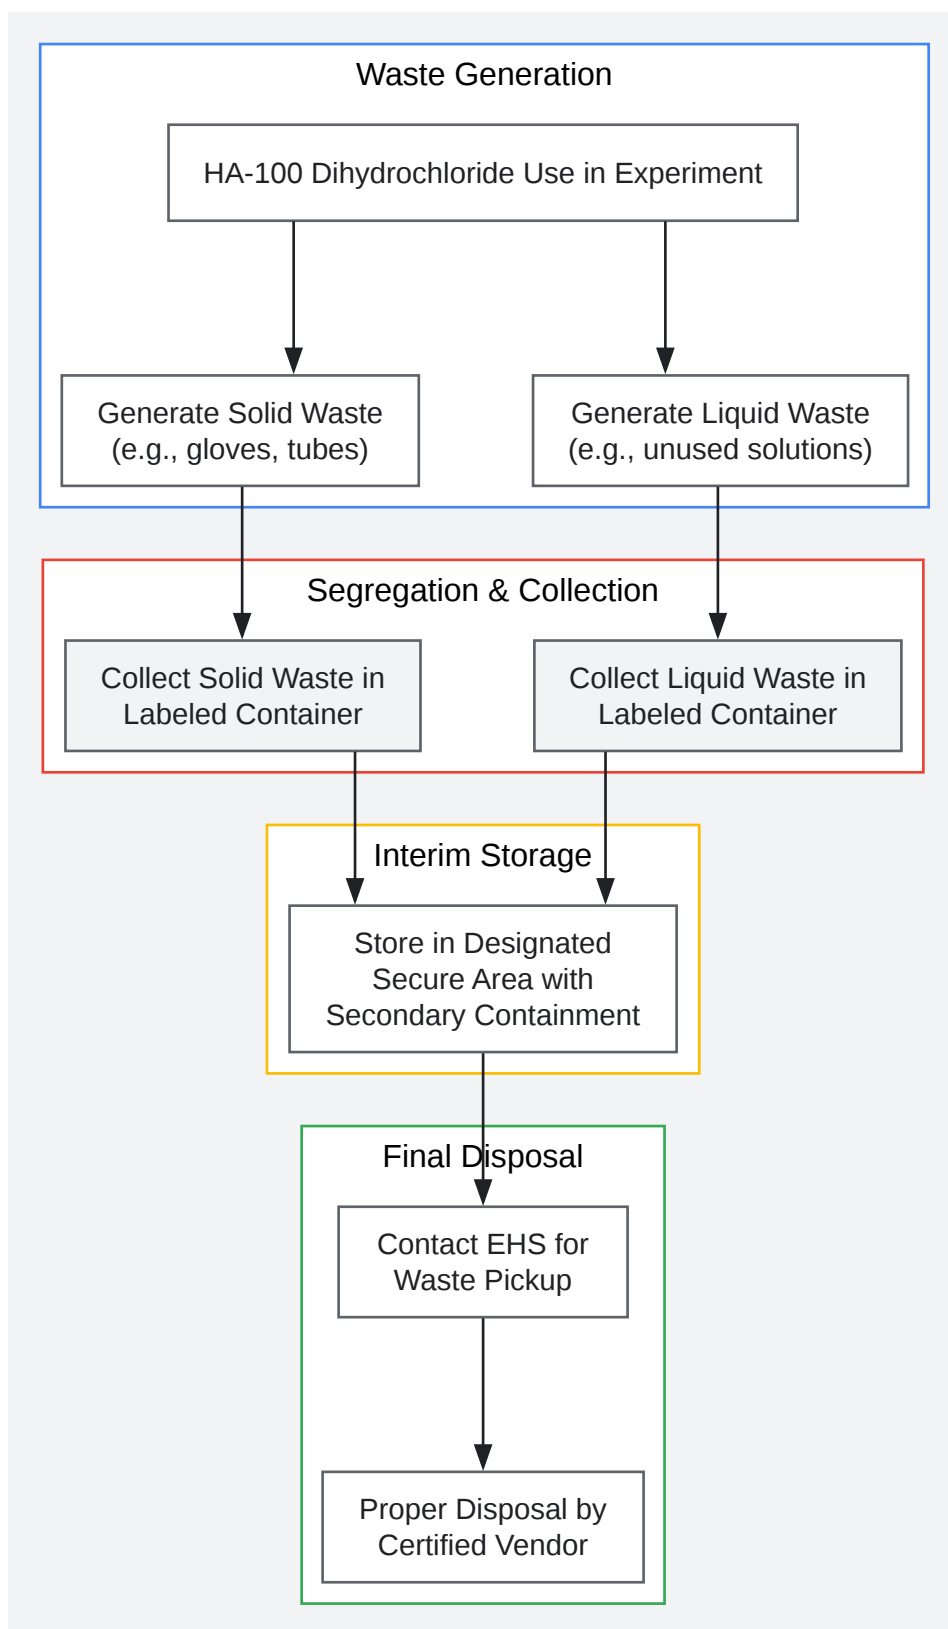 Waste Generation
HA-100 Dihydrochloride Use in Experiment
Generate Solid Waste
(e.g., gloves, tubes)
Generate Liquid Waste
(e.g., unused solutions)
Segregation & Collection
Collect Solid Waste in
Labeled Container
Collect Liquid Waste in
Labeled Container
Interim Storage
Store in Designated
Secure Area with
Secondary Containment
Final Disposal
Contact EHS for
Waste Pickup
Proper Disposal by
Certified Vendor